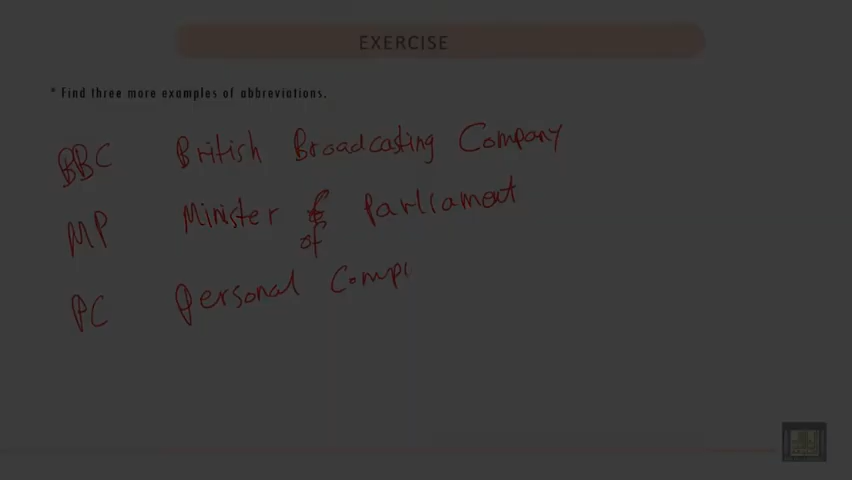 EXERCISE
* Find three more examples of abbreviations.
BBC British Broadcasting Company
MP Minister of Parliament
PC Personal Comp